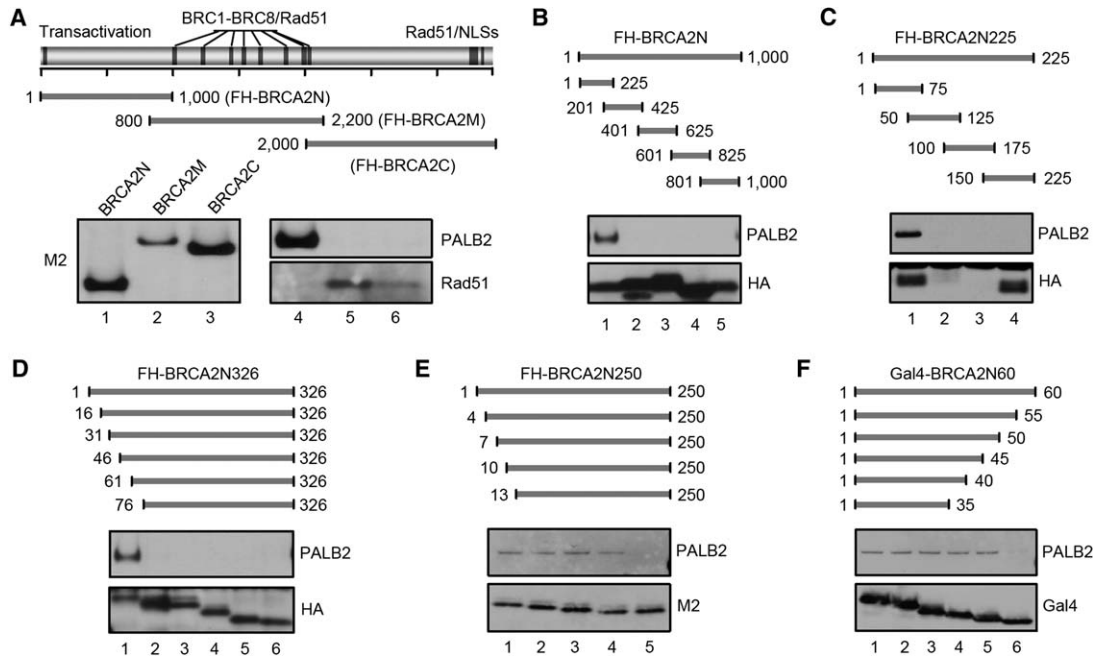 A
BRC1-BRC8/Rad51
Transactivation
Rad51/NLSs
1
1,000 (FH-BRCA2N)
800
2,200 (FH-BRCA2M)
2,000
(FH-BRCA2C)
BRCA2N
BRCA2M
BRCA2C
M2
PALB2
Rad51
1 2 3
4 5 6
B
FH-BRCA2N
1 1,000
1 225
201 425
401 625
601 825
801 1,000
PALB2
HA
1 2 3 4 5
C
FH-BRCA2N225
1 225
1 75
50 125
100 175
150 225
PALB2
HA
1 2 3 4
D
FH-BRCA2N326
1 326
16 326
31 326
46 326
61 326
76 326
PALB2
HA
1 2 3 4 5 6
E
FH-BRCA2N250
1 250
4 250
7 250
10 250
13 250
PALB2
M2
1 2 3 4 5
F
Gal4-BRCA2N60
1 60
1 55
1 50
1 45
1 40
1 35
PALB2
Gal4
1 2 3 4 5 6